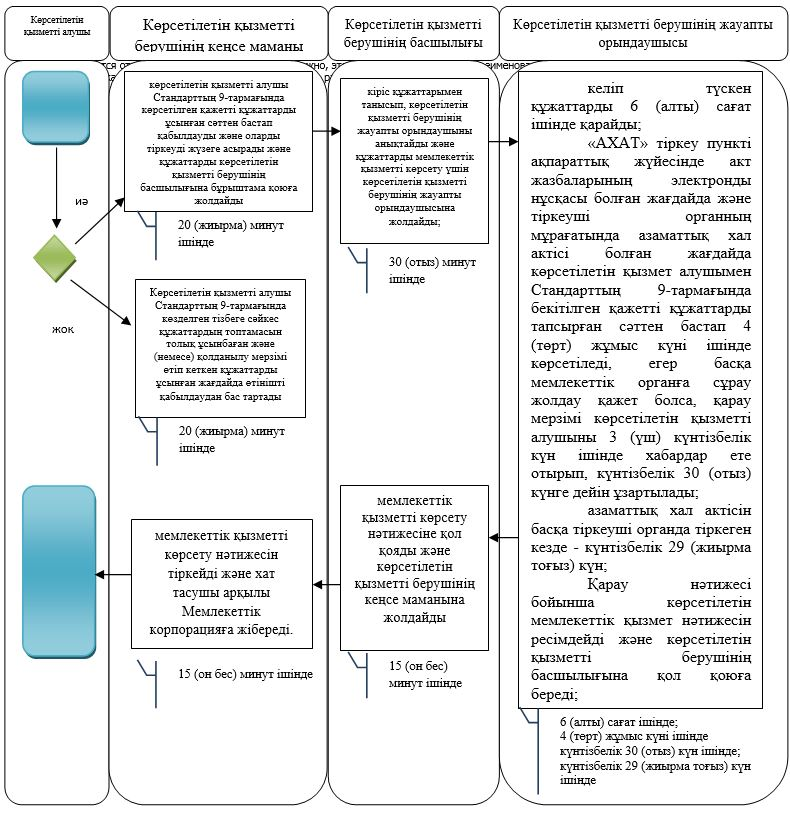 Көрсетілетін
қызметті алушы
Көрсетілетін қызметті
берушінің кеңсе маманы
Көрсетілетін қызметті
берушінің басшылығы
Көрсетілетін қызметті берушінің жауапты
орындаушысы
көрсетілетін қызметті алушы
Стандарттың 9-тармағында
көрсетілген қажетті құжаттарды
ұсынған сәттен бастап
қабылдауды және оларды
тіркеуді жүзеге асырады және
құжаттарды көрсетілетін
қызметті берушінің
басшылығына бұрыштама қоюға
жолдайды
20 (жиырма) минут
ішінде
иә
жоқ
Көрсетілетін қызметті алушы
Стандарттың 9-тармағында
көзделген тізбеге сәйкес
құжаттардың топтамасын
толық ұсынбаған және
(немесе) қолданылу мерзімі
өтіп кеткен құжаттарды
ұсынған жағдайда өтінішті
қабылдаудан бас тартады
20 (жиырма) минут
ішінде
кіріс құжаттарымен
танысып, көрсетілетін
қызметті берушінің
жауапты орындаушыны
анықтайды және
құжаттарды мемлекеттік
қызметті көрсету үшін
көрсетілетін қызметті
берушінің жауапты
орындаушысына
жолдайды;
30 (отыз) минут
ішінде
келіп түскен
құжаттарды 6 (алты) сағат
ішінде қарайды;
«АХАТ» тіркеу пункті
ақпараттық жүйесінде акт
жазбаларының электронды
нұсқасы болған жағдайда және
тіркеуші органның
мұрағатында азаматтық хал
актісі болған жағдайда
көрсетілетін қызмет алушымен
Стандарттың 9-тармағында
бекітілген қажетті құжаттарды
тапсырған сәттен бастап 4
(төрт) жұмыс күні ішінде
көрсетіледі, егер басқа
мемлекеттік органға сұрау
жолдау қажет болса, қарау
мерзімі көрсетілетін қызметті
алушыны 3 (үш) күнтізбелік
күн ішінде хабардар ете
отырып, күнтізбелік 30 (отыз)
күнге дейін ұзартылады;
азаматтық хал актісін
басқа тіркеуші органда тіркеген
кезде - күнтізбелік 29 (жиырма
тоғыз) күн;
Қарау нәтижесі
бойынша көрсетілетін
мемлекеттік қызмет нәтижесін
ресімдейді және көрсетілетін
қызметті берушінің
басшылығына қол қоюға
береді;
6 (алты) сағат ішінде;
4 (төрт) жұмыс күні ішінде
күнтізбелік 30 (отыз) күн ішінде;
күнтізбелік 29 (жиырма тоғыз) күн
ішінде
мемлекеттік
қызметті көрсету
нәтижесіне қол
қояды және
көрсетілетін
қызметті берушінің
кеңсе маманына
жолдайды
15 (он бес)
минут ішінде
мемлекеттік қызметті
көрсету нәтижесін
тіркейді және хат
тасушы арқылы
Мемлекеттік
корпорацияға жібереді.
15 (он бес) минут ішінде